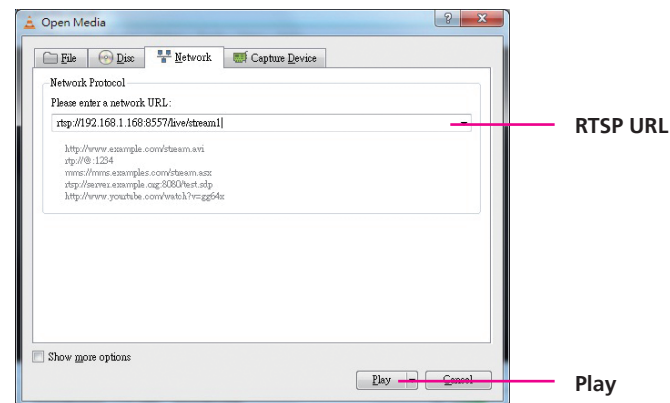 Open Media
File
Disc
Network
Capture Device
Network Protocol
Please enter a network URL:
rtsp://192.168.1.168:8557/live/stream1
RTSP URL
http://www.example.com/stream.avi
rtp://@:1234
mms://mms.examples.com/stream.asx
rtsp://server.example.org:8080/test.sdp
http://www.yourtube.com/watch?v=gg64x
Show more options
Play
Cancel
Play